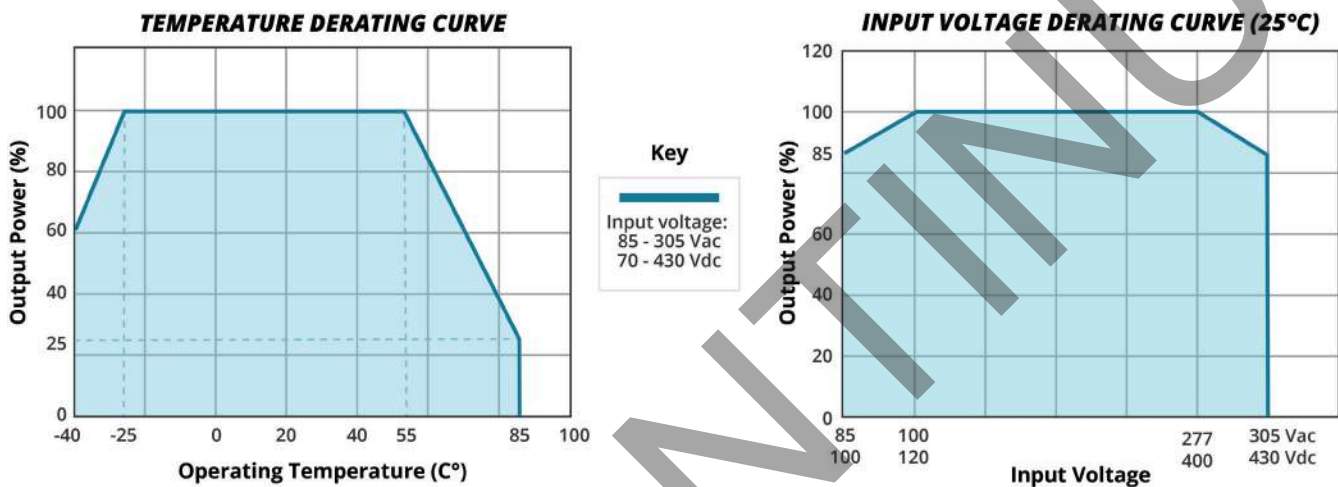 TEMPERATURE DERATING CURVE
100
80
60
40
25
0
-40 -25 0 20 40 55 85 100
Output Power (%)
Operating Temperature (C°)
Key
Input voltage:
85 - 305 Vac
70 - 430 Vdc
INPUT VOLTAGE DERATING CURVE (25°C)
120
100
85
60
40
20
0
85 100 277 305 Vac
100 120 400 430 Vdc
Output Power (%)
Input Voltage
NTINU